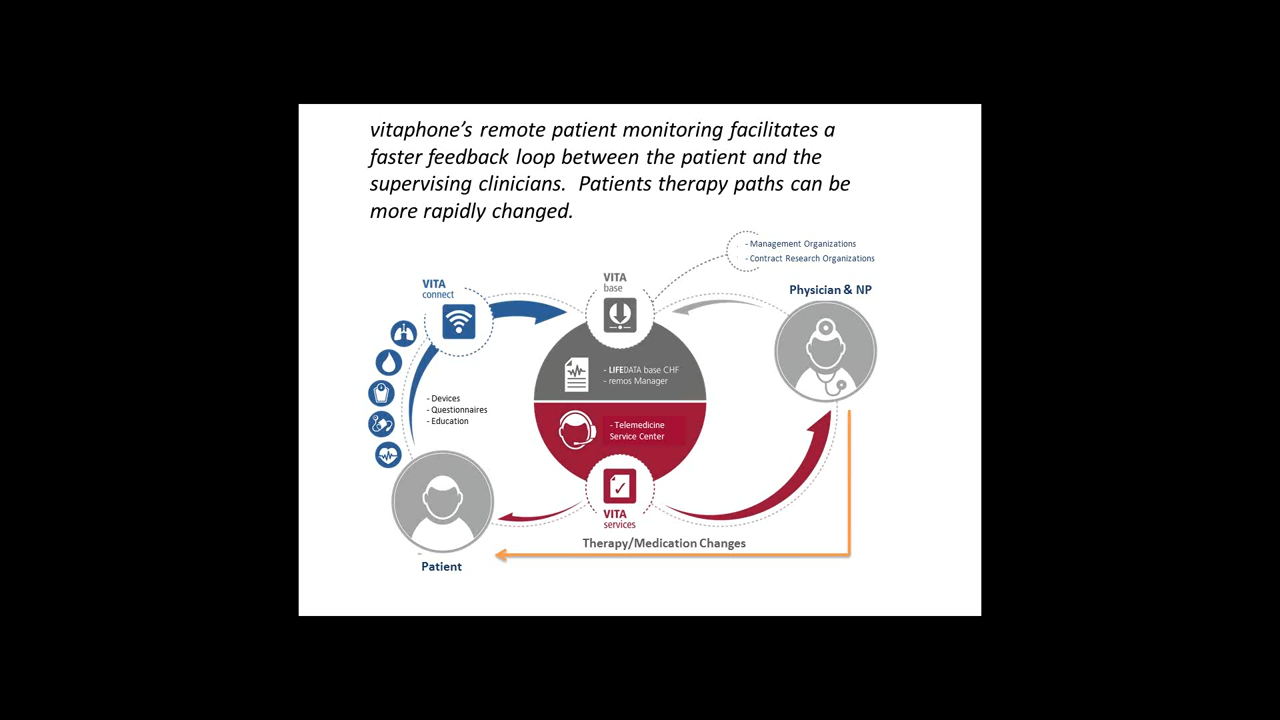 vitaphone’s remote patient monitoring facilitates a
faster feedback loop between the patient and the
supervising clinicians.  Patients therapy paths can be
more rapidly changed.
- Management Organizations
- Contract Research Organizations
VITA
connect
VITA
base
Physician & NP
- LIFEDATA base CHF
- remos Manager
- Devices
- Questionnaires
- Education
- Telemedicine
Service Center
VITA
services
Therapy/Medication Changes
Patient